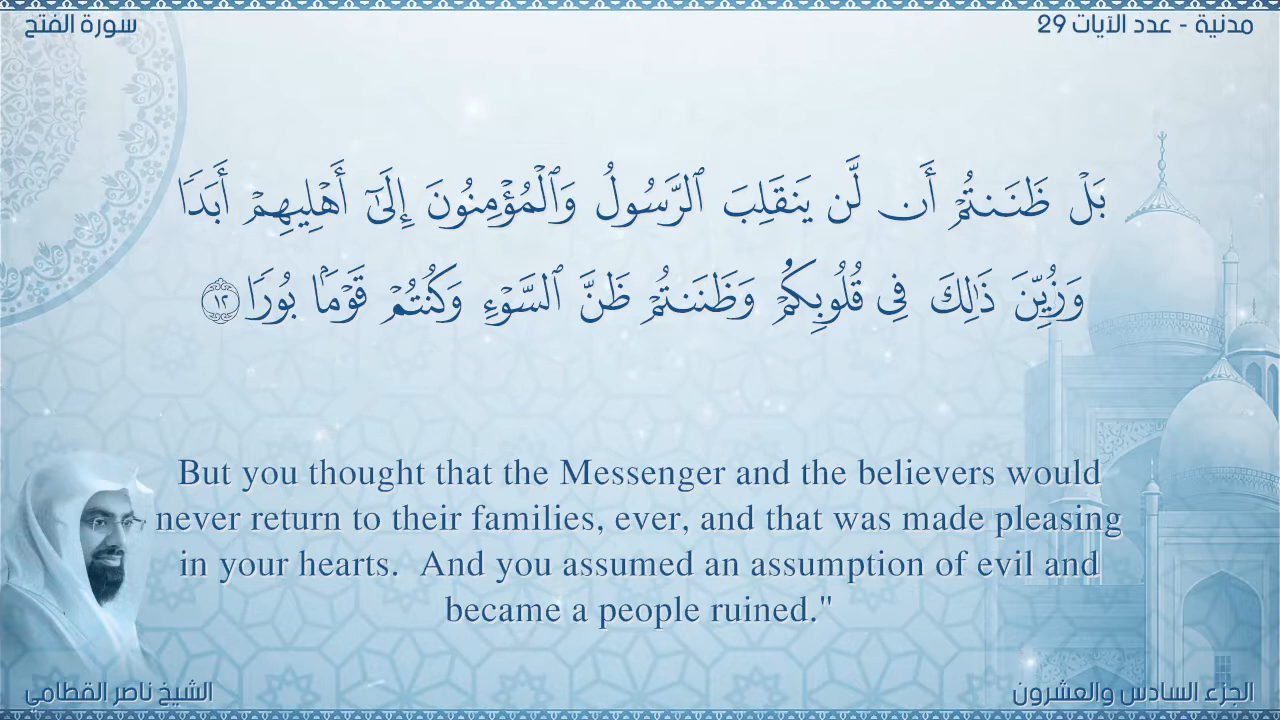 مدنية - عدد الآيات 29
سورة الفتح
بَلْ ظَنَنتُمْ أَن لَّن يَنقَلِبَ ٱلرَّسُولُ وَٱلْمُؤْمِنُونَ إِلَىٰٓ أَهْلِيهِمْ أَبَدًا
وَزُيِّنَ ذَٰلِكَ فِى قُلُوبِكُمْ وَظَنَنتُمْ ظَنَّ ٱلسَّوْءِ وَكُنتُمْ قَوْمًۢا بُورًا ١٢
But you thought that the Messenger and the believers would
never return to their families, ever, and that was made pleasing
in your hearts.  And you assumed an assumption of evil and
became a people ruined."
الجزء السادس والعشرون
الشيخ ناصر القطامي